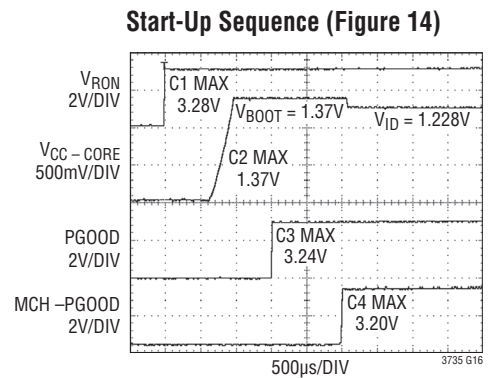 Start-Up Sequence (Figure 14)
VRON
2V/DIV
C1 MAX
3.28V
VBOOT = 1.37V
VID = 1.228V
VCC – CORE
500mV/DIV
C2 MAX
1.37V
PGOOD
2V/DIV
C3 MAX
3.24V
MCH –PGOOD
2V/DIV
C4 MAX
3.20V
500µs/DIV
3735 G16